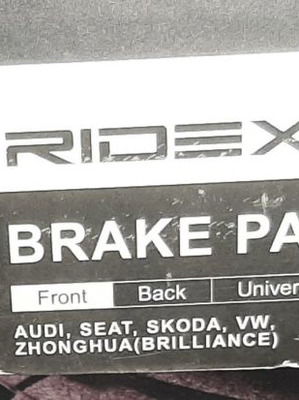 RIDEX
BRAKE PA
Front Back Univer
AUDI, SEAT, SKODA, VW,
ZHONGHUA(BRILLIANCE)